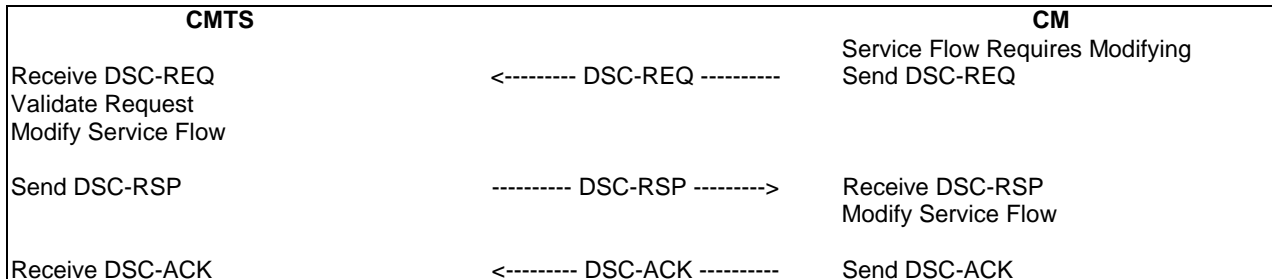 CMTS CM
Service Flow Requires Modifying
Receive DSC-REQ <--------- DSC-REQ ---------- Send DSC-REQ
Validate Request
Modify Service Flow
Send DSC-RSP ---------- DSC-RSP ---------> Receive DSC-RSP
Modify Service Flow
Receive DSC-ACK <--------- DSC-ACK ---------- Send DSC-ACK